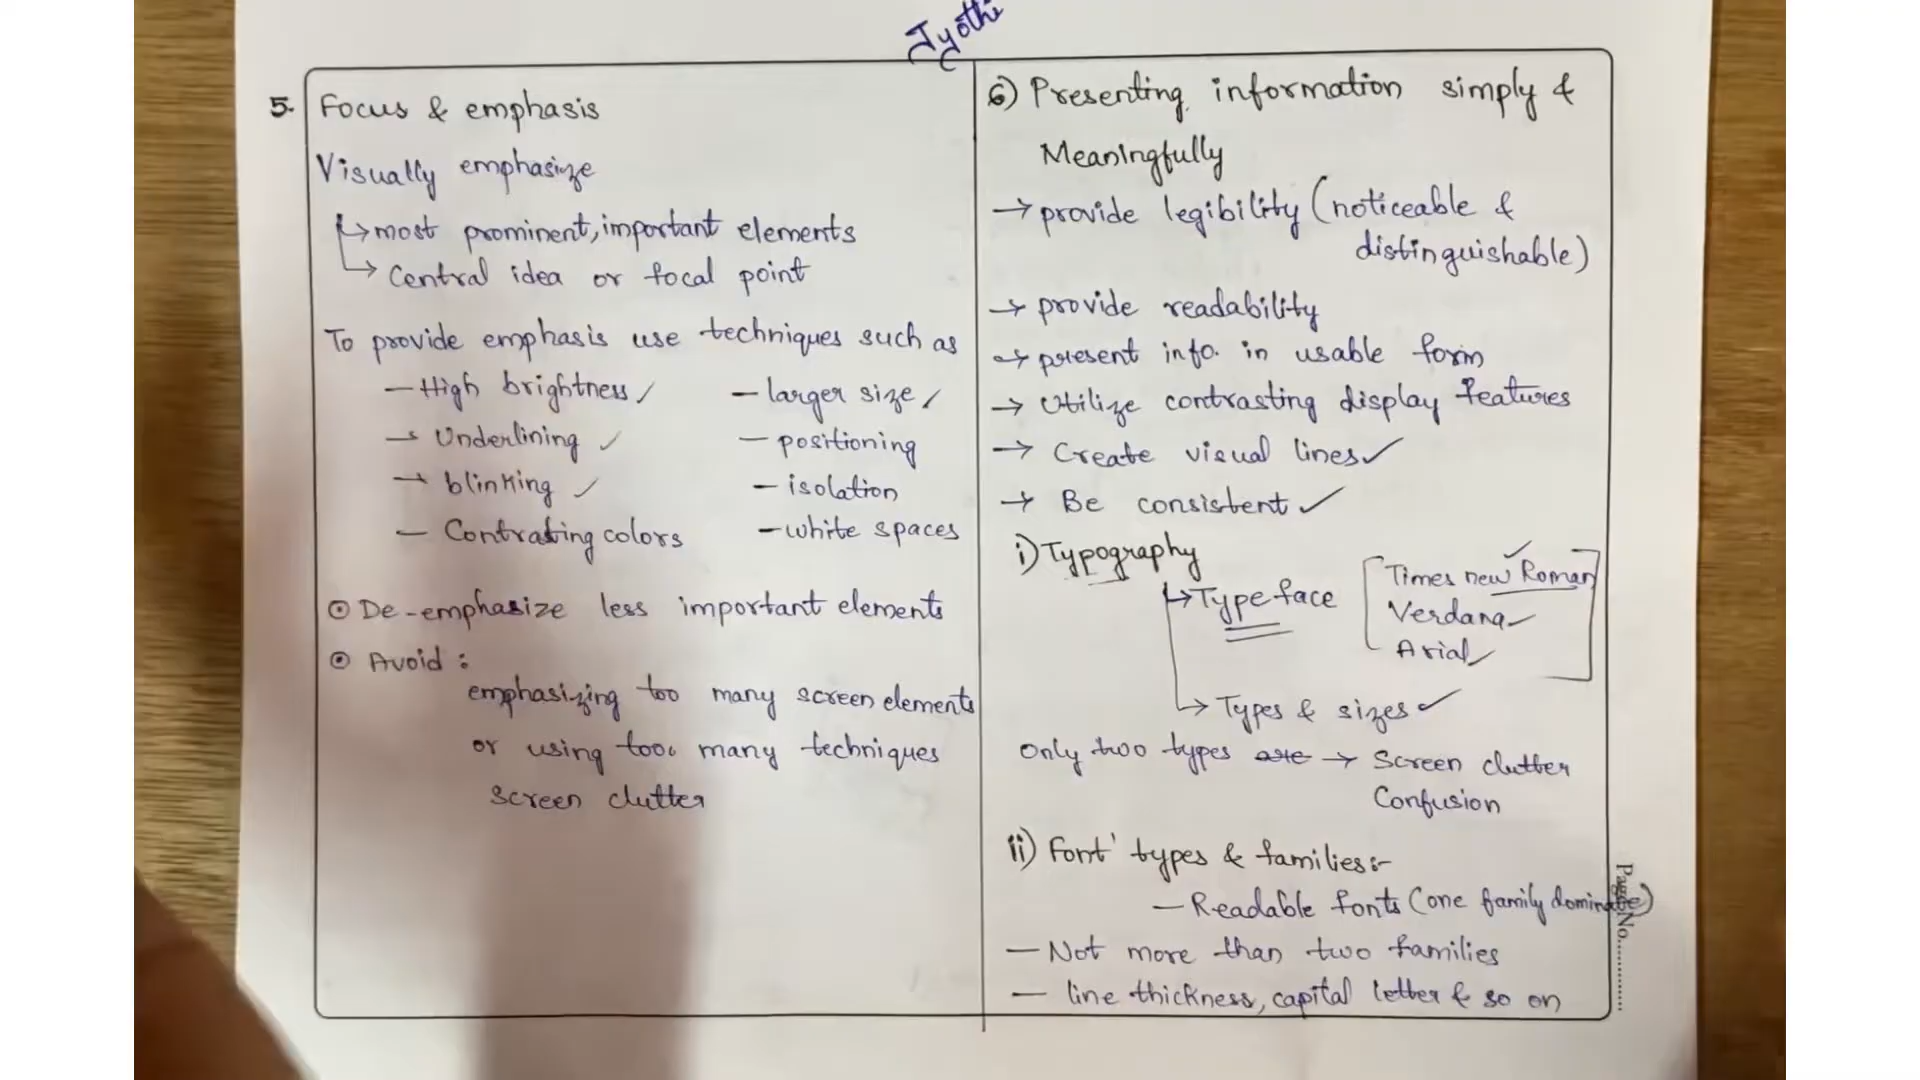 Jyothi
5. Focus & emphasis
Visually emphasize
↳ most prominent, important elements
↳ Central idea or focal point
To provide emphasis use techniques such as
— High brightness ✓ — larger size ✓
→ Underlining ✓ — positioning
→ blinking ✓ — isolation
— Contrating colors — white spaces
⊙ De-emphasize less important elements
⊙ Avoid :
emphasizing too many screen elements
or using too many techniques
Screen clutter
6) Presenting information simply &
Meaningfully
→ provide legibility (noticeable &
distinguishable)
→ provide readability
→ present info. in usable form
→ Utilize contrasting display features
→ Create visual lines ✓
→ Be consistent ✓
i) Typography
↳ Type face [Times new Roman
Verdana ✓
Arial ✓]
↳ Types & sizes ✓
Only two types are → Screen clutter
Confusion
ii) Font types & families :-
— Readable fonts (one family dominate)
— Not more than two families
— line thickness, capital letter & so on
Page No...........